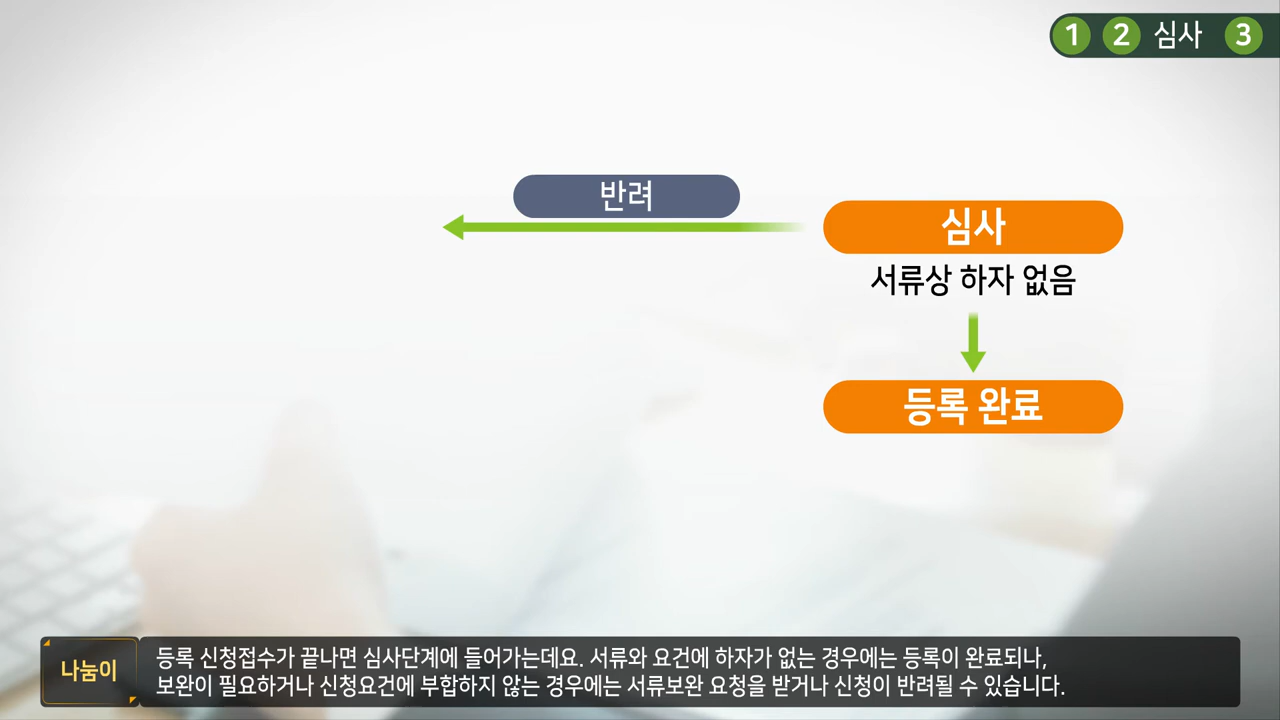 1 2 심사 3
반려
심사
서류상 하자 없음
등록 완료
나눔이
등록 신청접수가 끝나면 심사단계에 들어가는데요. 서류와 요건에 하자가 없는 경우에는 등록이 완료되나,
보완이 필요하거나 신청요건에 부합하지 않는 경우에는 서류보완 요청을 받거나 신청이 반려될 수 있습니다.